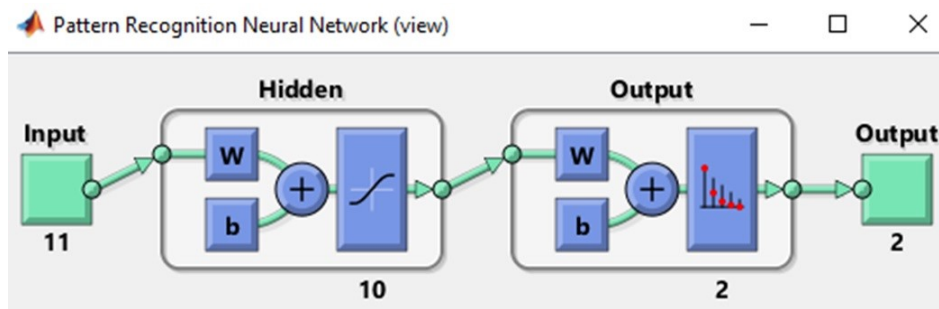 Pattern Recognition Neural Network (view)
Hidden
Output
Input
Output
W
W
b
b
11
2
10
2